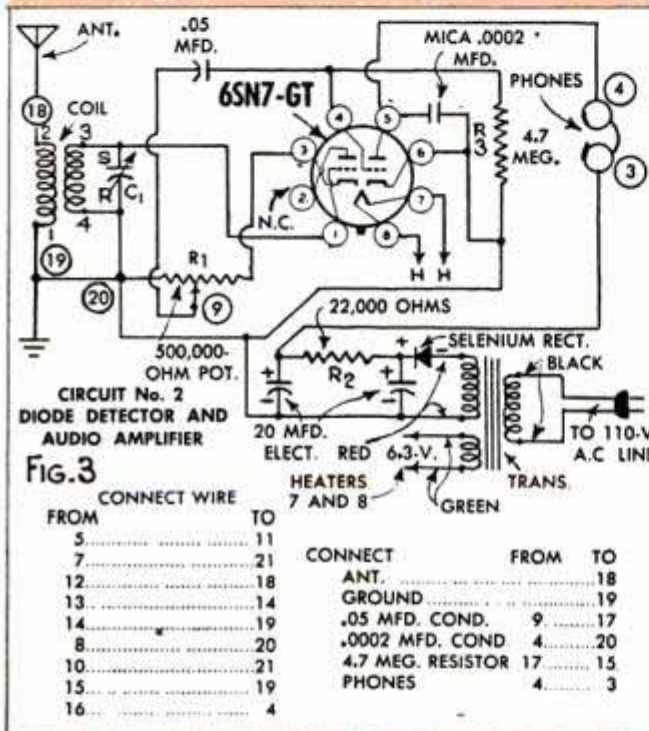 ANT.
.05
MFD.
MICA .0002
MFD.
PHONES
6SN7-GT
18
COIL
4
5
4
2
3
S
R
C1
3
6
R
3
4.7
MEG.
3
2
7
N.C.
1
8
1
4
19
R1
H H
20
9
22,000 OHMS
500,000-
OHM POT.
SELENIUM RECT.
BLACK
+
+
-
R2
+
-
-
CIRCUIT No. 2
DIODE DETECTOR AND
AUDIO AMPLIFIER
20 MFD.
ELECT.
RED
6.3-V.
TO 110-V.
A.C LINE
FIG.3
HEATERS
7 AND 8
GREEN
TRANS.
CONNECT WIRE
FROM TO
5 11
7 21
12 18
13 14
14 19
8 20
10 21
15 19
16 4
CONNECT FROM TO
ANT. 18
GROUND 19
.05 MFD. COND. 9 17
.0002 MFD. COND 4 20
4.7 MEG. RESISTOR 17 15
PHONES 4 3